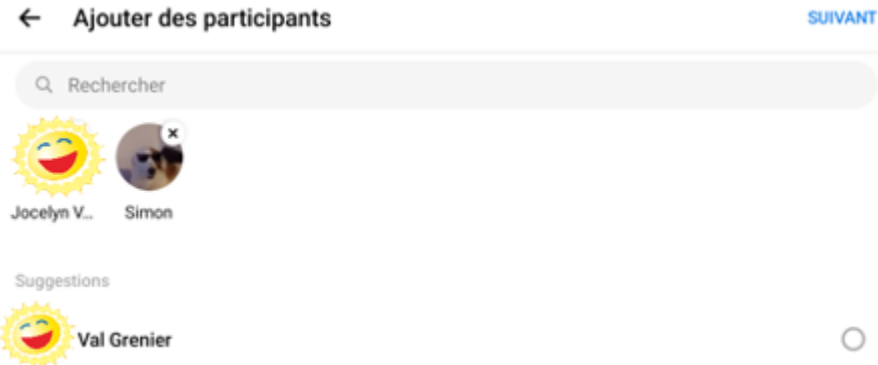 Ajouter des participants SUIVANT
Rechercher
Jocelyn V... Simon
Suggestions
Val Grenier